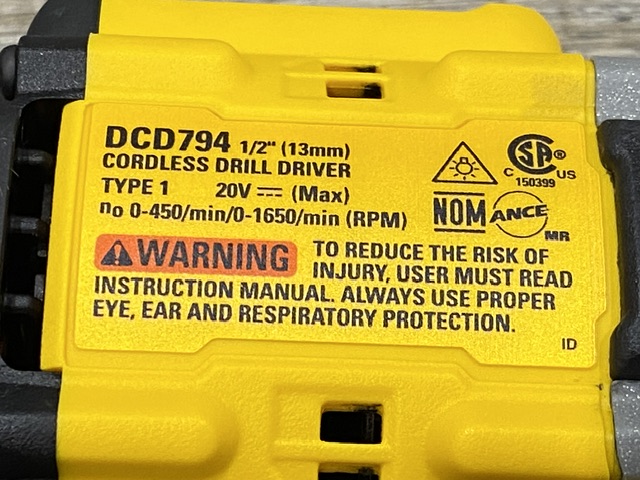 DCD794 1/2" (13mm)
CORDLESS DRILL DRIVER
TYPE 1 20V ⎓ (Max)
no 0-450/min/0-1650/min (RPM)
SA ®
C US
150399
NOM ANCE
MR
⚠WARNING TO REDUCE THE RISK OF
INJURY, USER MUST READ
INSTRUCTION MANUAL. ALWAYS USE PROPER
EYE, EAR AND RESPIRATORY PROTECTION.
ID